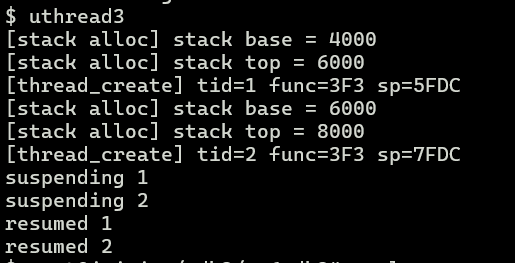 $ uthread3
[stack alloc] stack base = 4000
[stack alloc] stack top = 6000
[thread_create] tid=1 func=3F3 sp=5FDC
[stack alloc] stack base = 6000
[stack alloc] stack top = 8000
[thread_create] tid=2 func=3F3 sp=7FDC
suspending 1
suspending 2
resumed 1
resumed 2